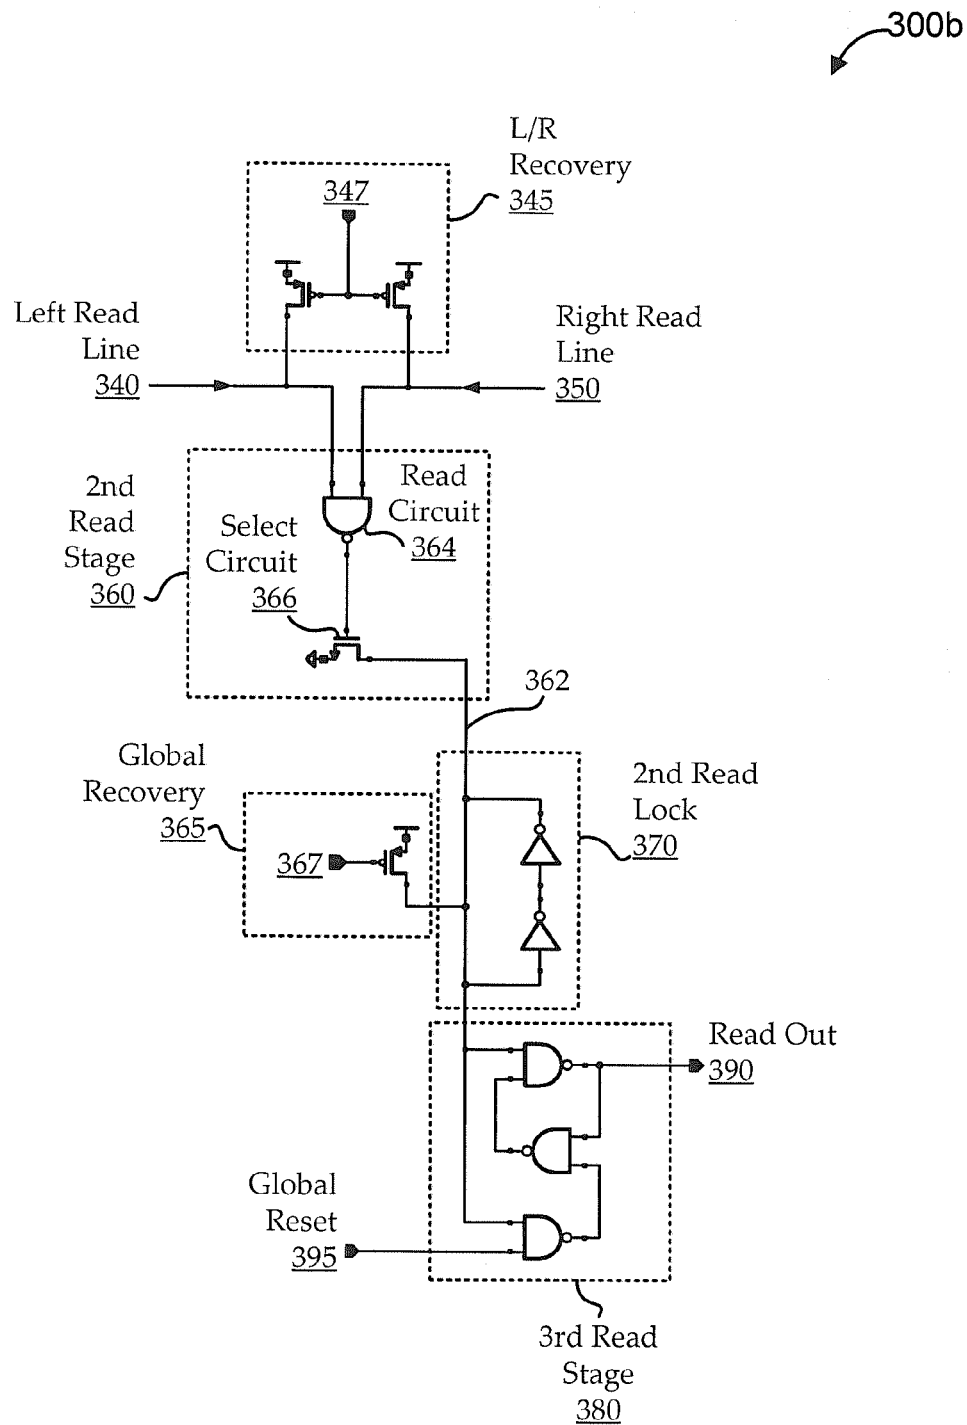 300b
L/R
Recovery
345
347
Left Read
Line
340
Right Read
Line
350
2nd
Read
Stage
360
Read
Circuit
364
Select
Circuit
366
362
Global
Recovery
365
367
2nd Read
Lock
370
Read Out
390
Global
Reset
395
3rd Read
Stage
380